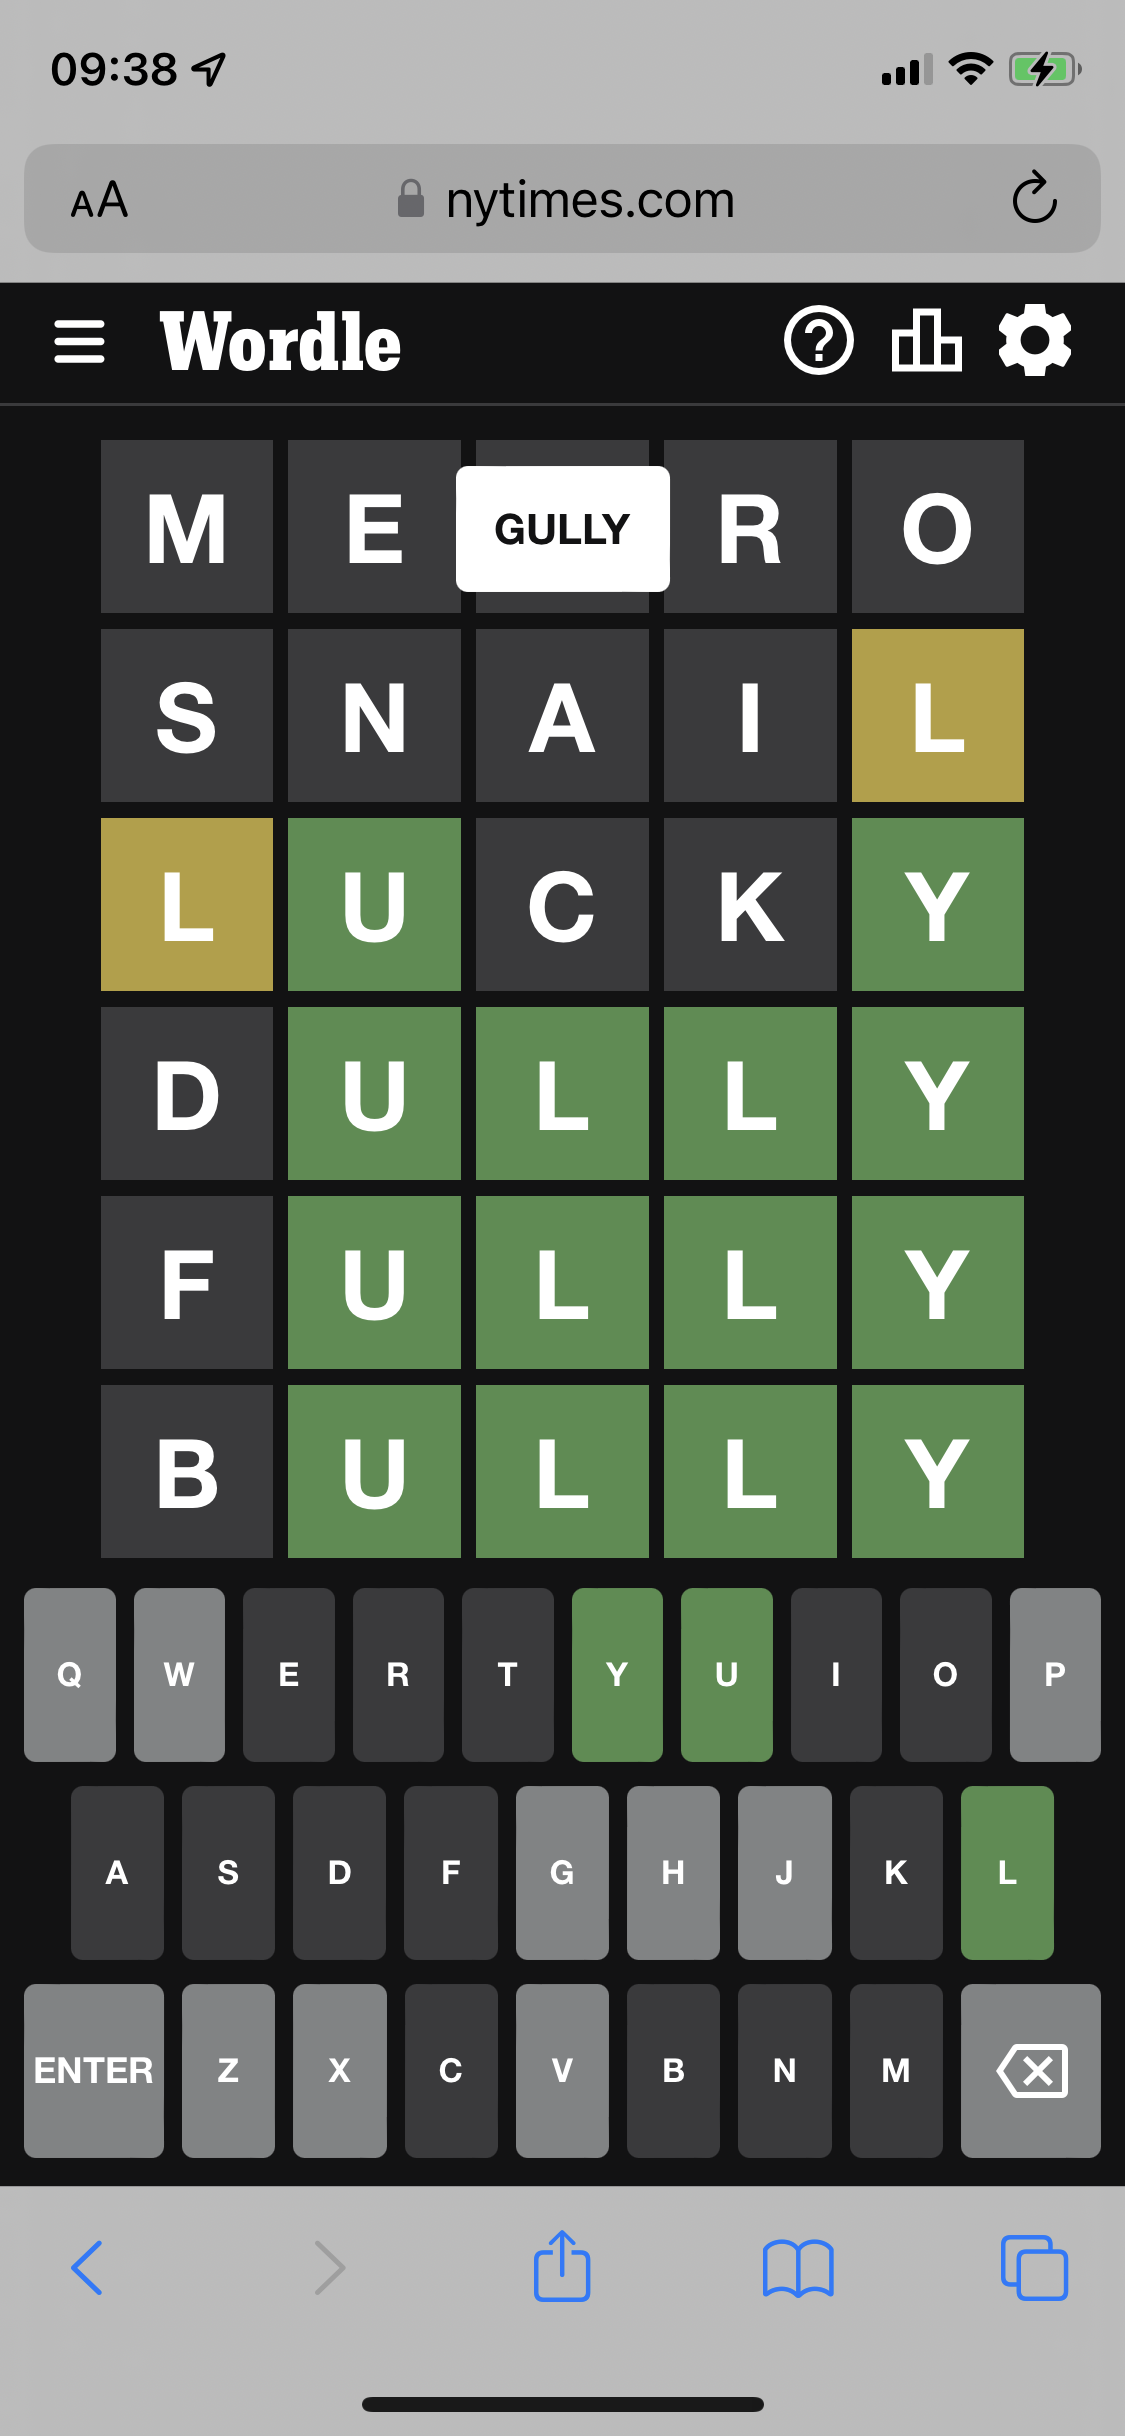 09:38
AA nytimes.com
Wordle ?
M E GULLY R O
S N A I L
L U C K Y
D U L L Y
F U L L Y
B U L L Y
Q W E R T Y U I O P
A S D F G H J K L
ENTER Z X C V B N M